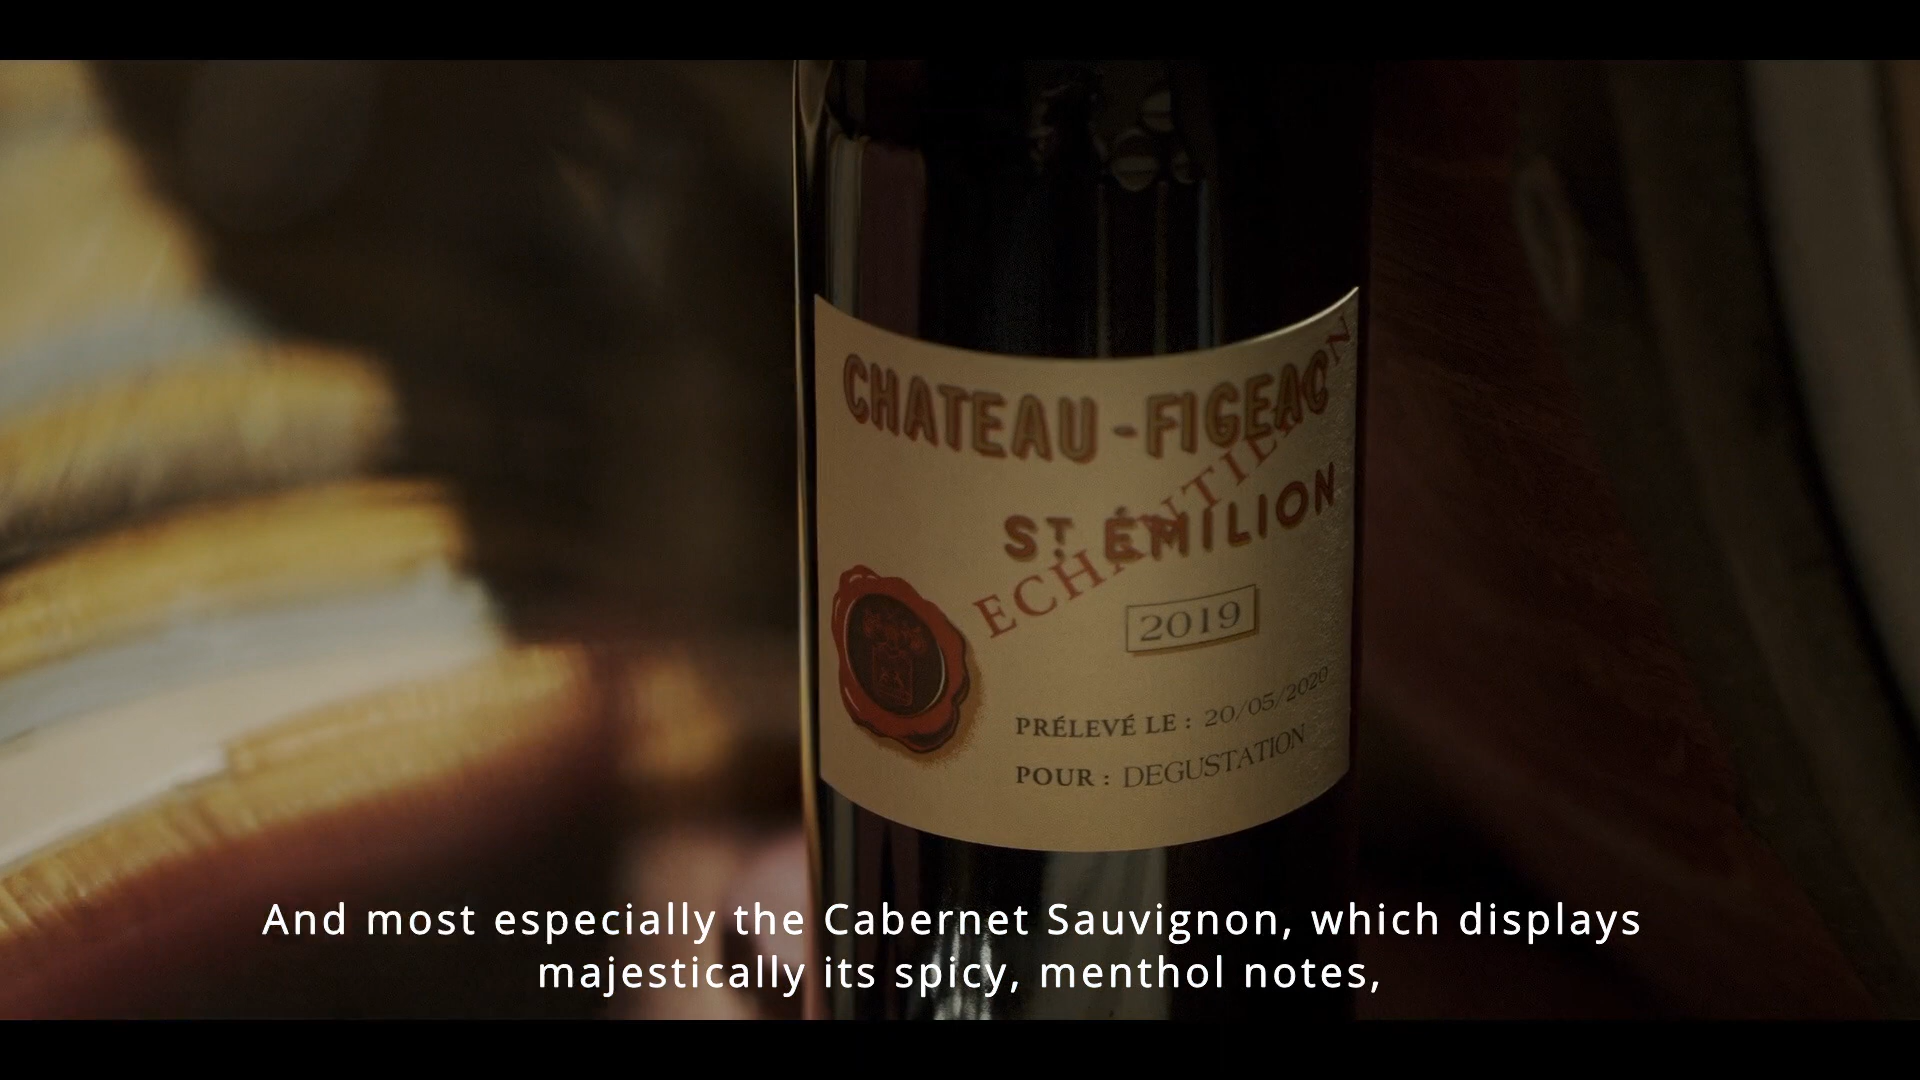 CHATEAU-FIGEAC
ST ÉMILION
ECHANTILLON
2019
PRÉLEVÉ LE : 20/05/2020
POUR : DEGUSTATION
And most especially the Cabernet Sauvignon, which displays
majestically its spicy, menthol notes,